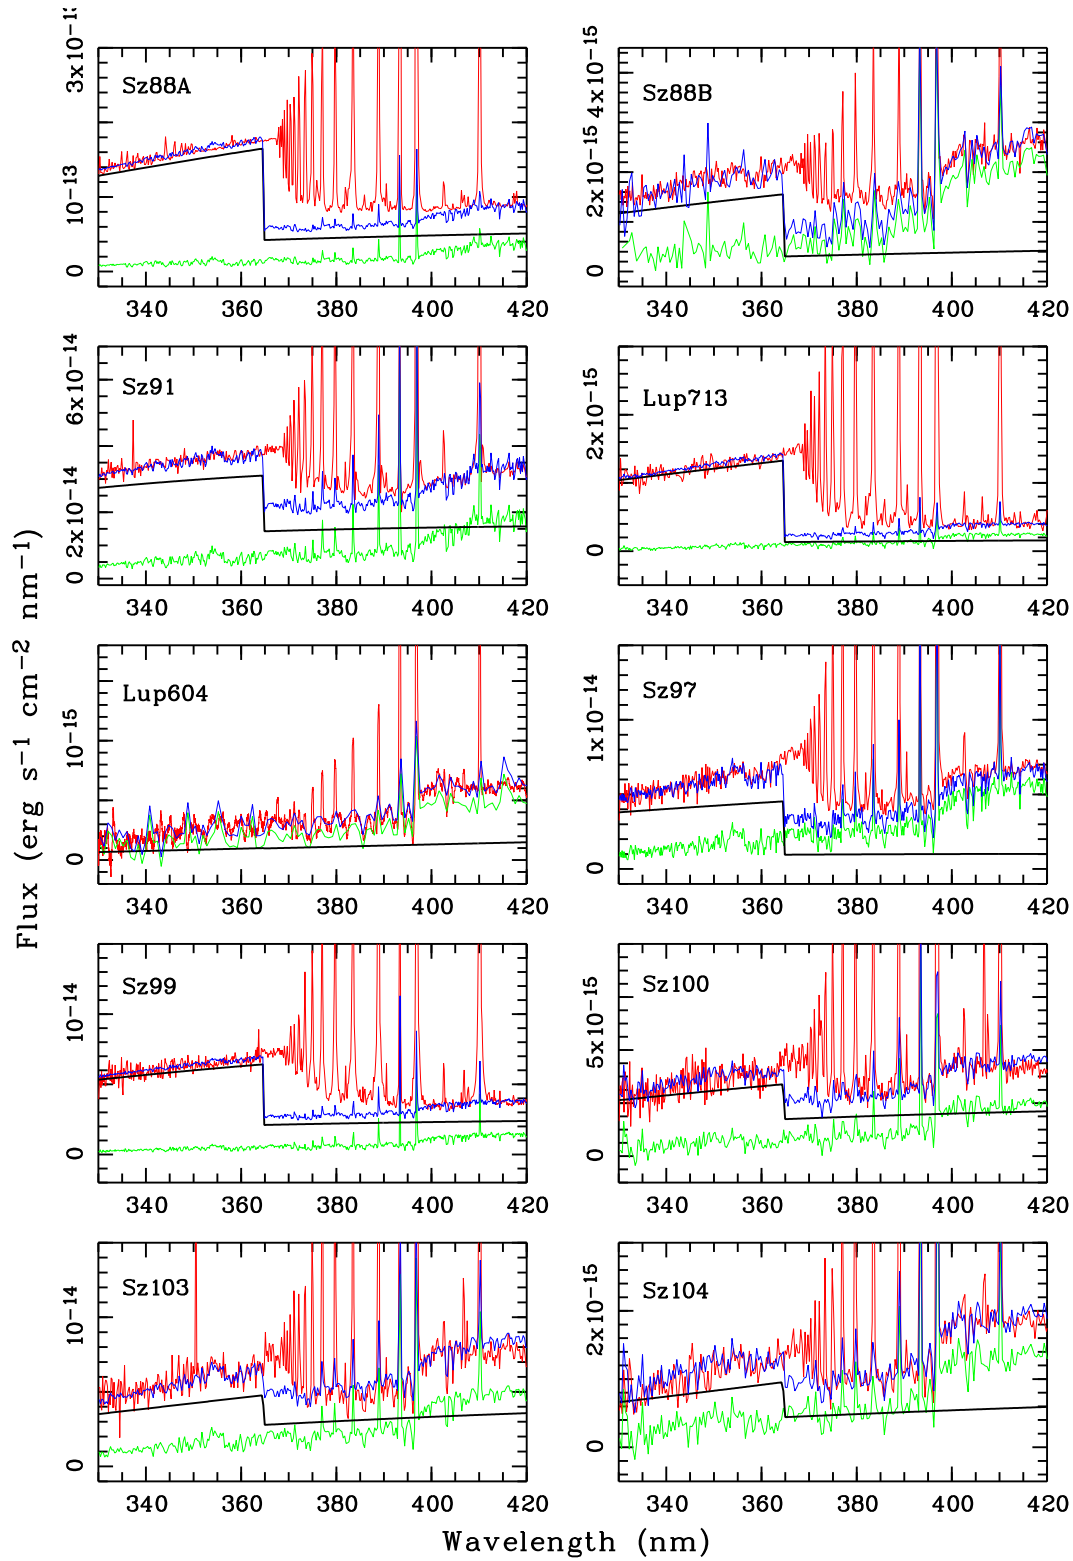 3x10-13
10-13
0
Sz88A
340 360 380 400 420
4x10-15
2x10-15
0
Sz88B
340 360 380 400 420
6x10-14
2x10-14
0
Sz91
340 360 380 400 420
2x10-15
0
Lup713
340 360 380 400 420
10-15
0
Lup604
340 360 380 400 420
1x10-14
0
Sz97
340 360 380 400 420
10-14
0
Sz99
340 360 380 400 420
5x10-15
0
Sz100
340 360 380 400 420
10-14
0
Sz103
340 360 380 400 420
2x10-15
0
Sz104
340 360 380 400 420
Flux (erg s−1 cm−2 nm−1)
Wavelength (nm)